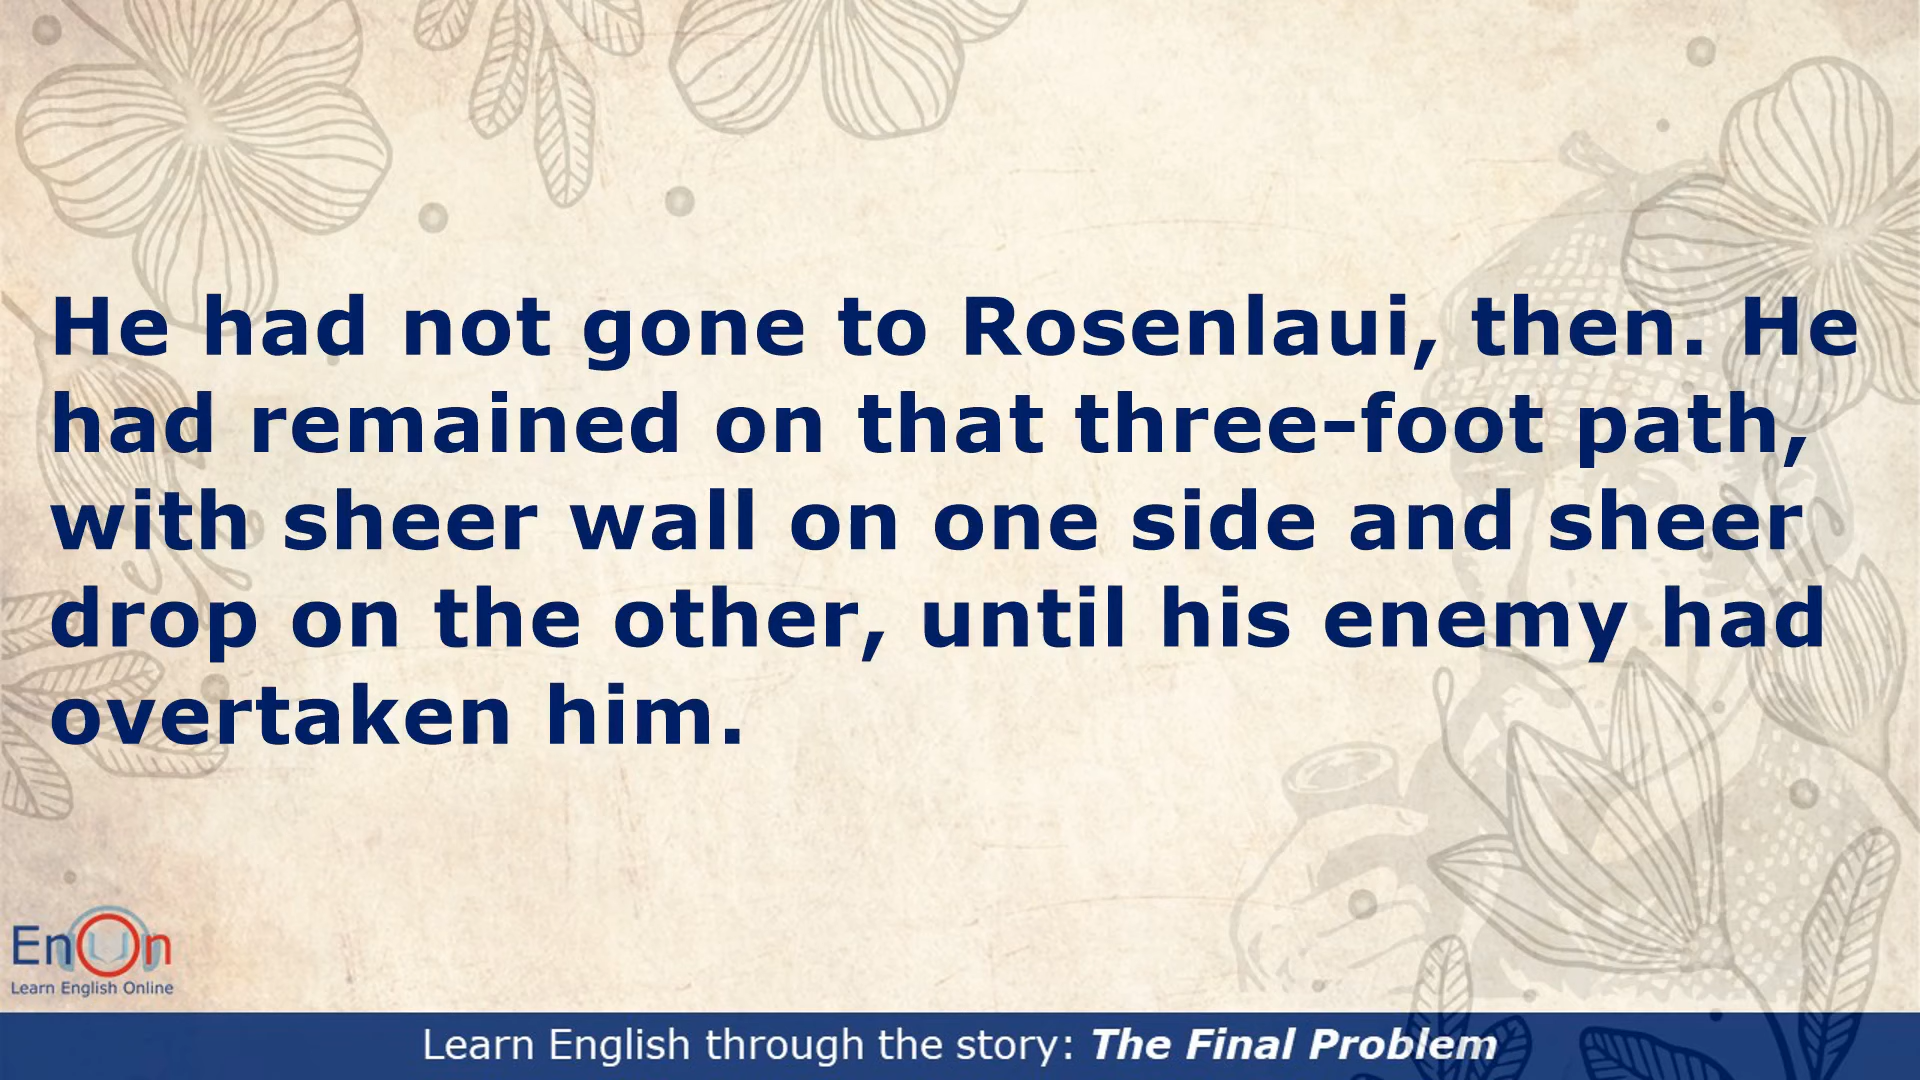 He had not gone to Rosenlaui, then. He
had remained on that three-foot path,
with sheer wall on one side and sheer
drop on the other, until his enemy had
overtaken him.
EnOn
Learn English Online
Learn English through the story: The Final Problem